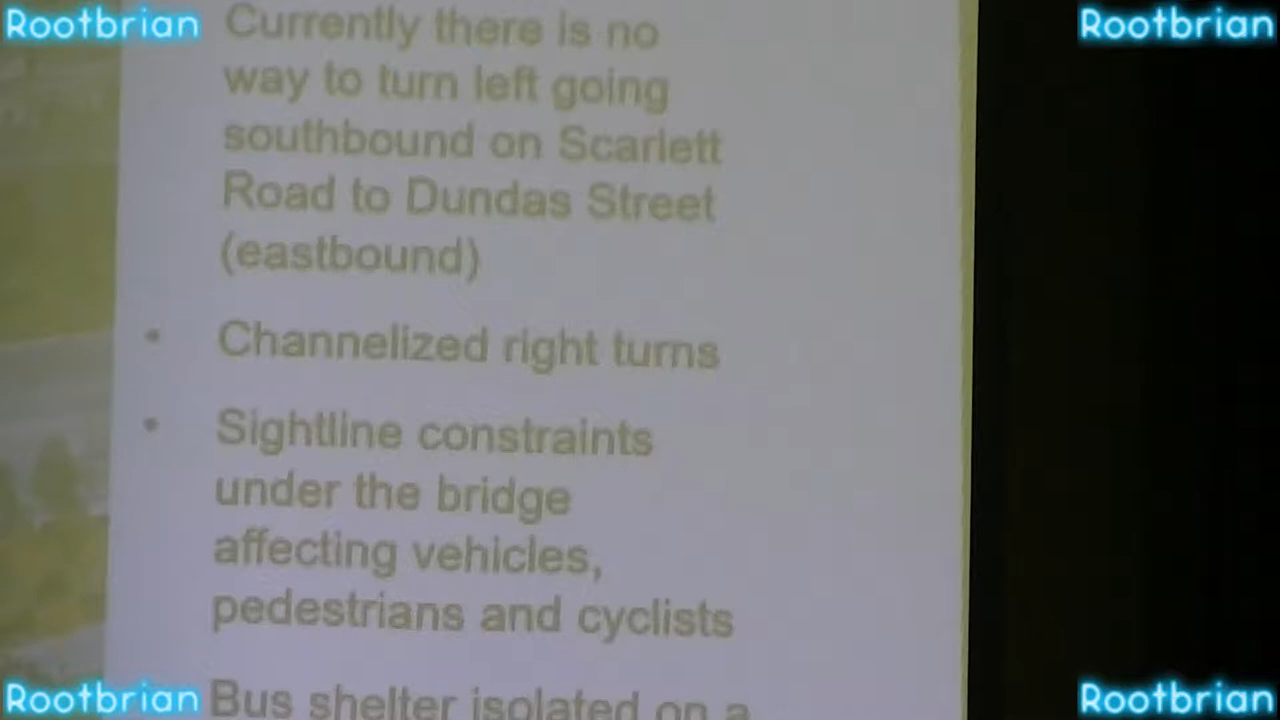 Rootbrian Rootbrian
Currently there is no
way to turn left going
southbound on Scarlett
Road to Dundas Street
(eastbound)
• Channelized right turns
• Sightline constraints
under the bridge
affecting vehicles,
pedestrians and cyclists
Bus shelter isolated on a
Rootbrian Rootbrian